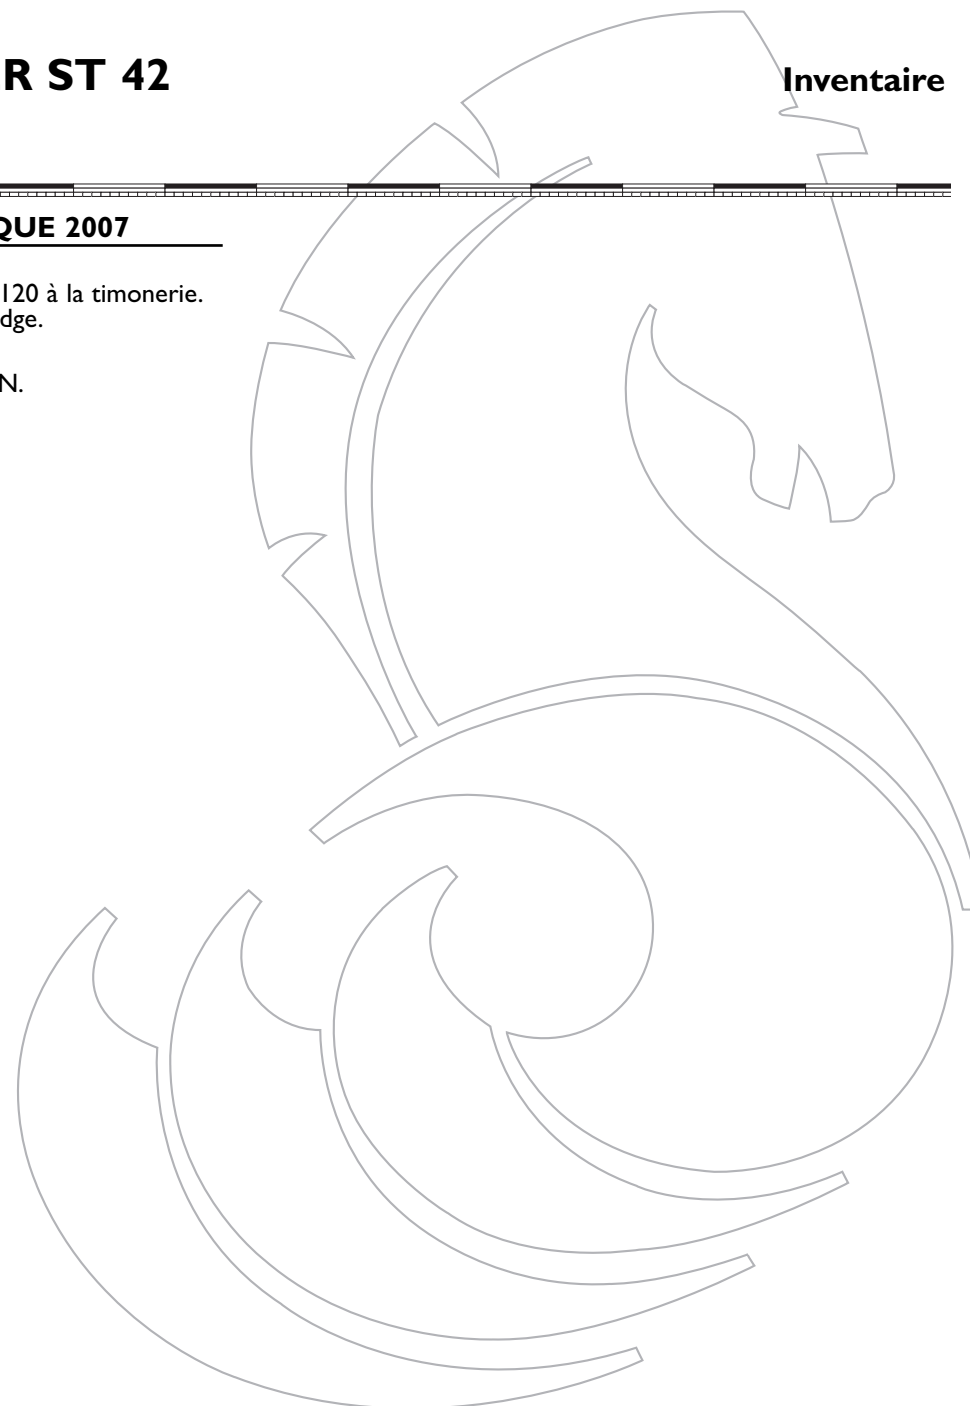 R ST 42
Inventaire
QUE 2007
120 à la timonerie.
dge.
N.